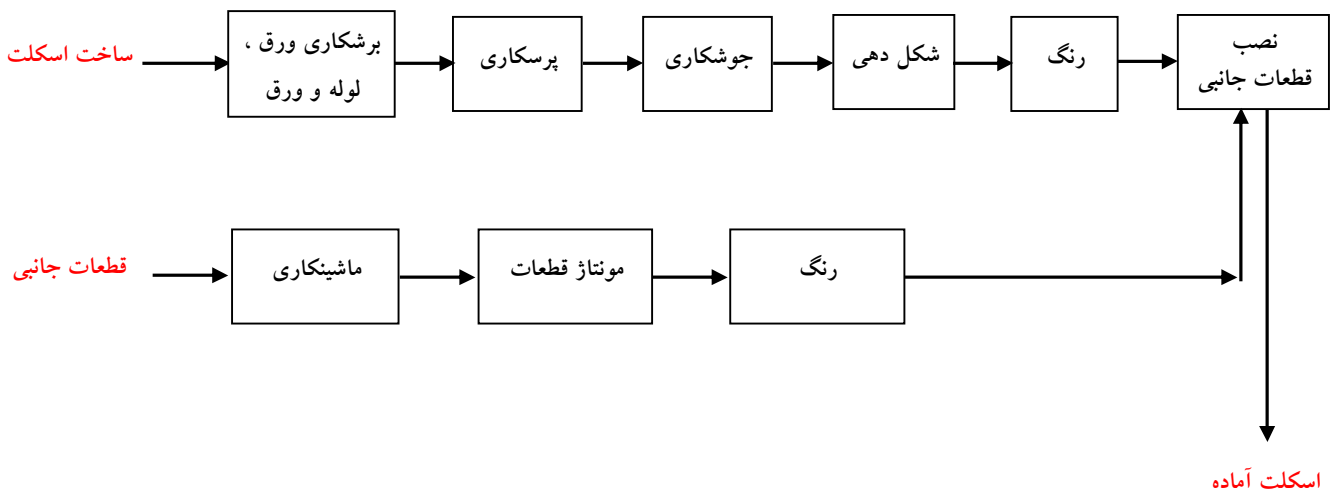 ساخت اسکلت
برشکاری ورق ،
لوله و ورق
پرسکاری
جوشکاری
شکل دهی
رنگ
نصب
قطعات جانبی
قطعات جانبی
ماشینکاری
مونتاژ قطعات
رنگ
اسکلت آماده